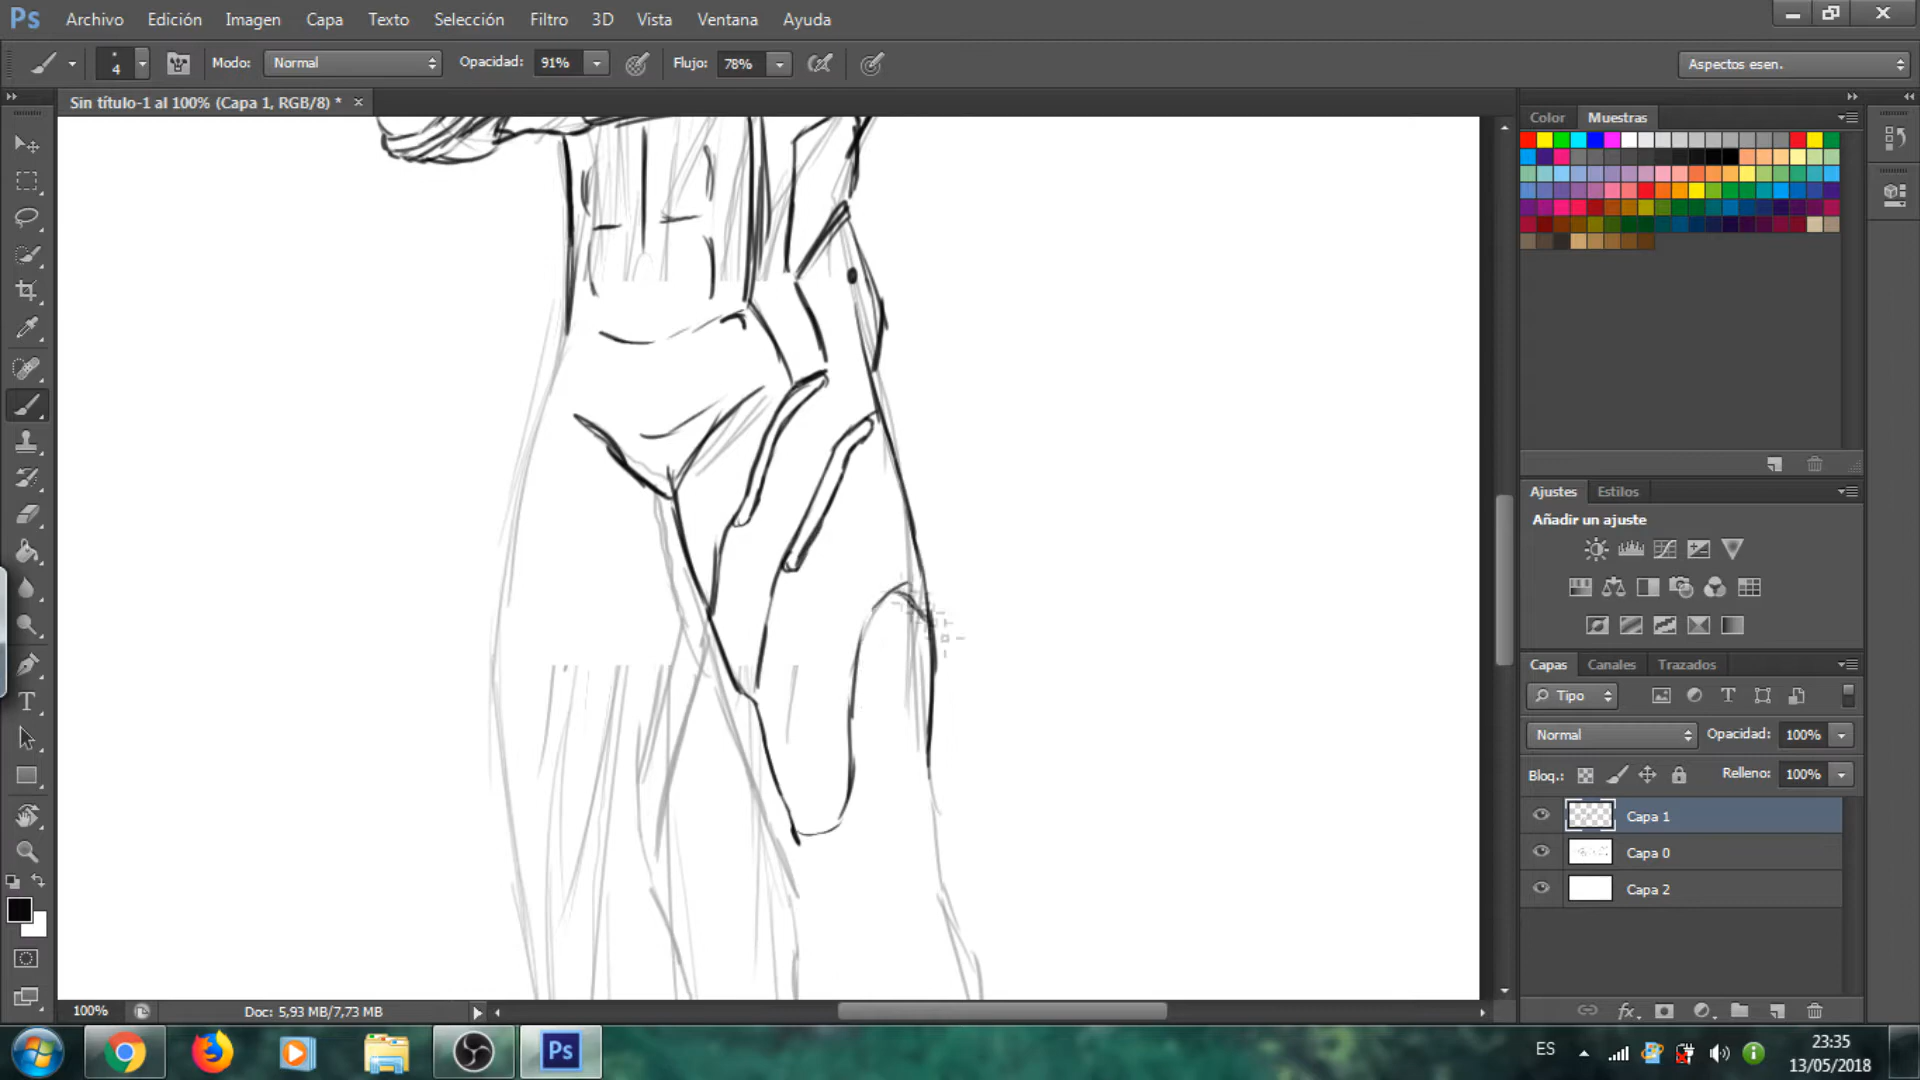 Ps Archivo Edición Imagen Capa Texto Selección Filtro 3D Vista Ventana Ayuda
4 Modo: Normal Opacidad: 91% Flujo: 78% Aspectos esen.
Sin título-1 al 100% (Capa 1, RGB/8) *
Color Muestras
Ajustes Estilos
Añadir un ajuste
Capas Canales Trazados
Tipo
Normal Opacidad: 100%
Bloq.: Relleno: 100%
Capa 1
Capa 0
Capa 2
fx
100% Doc: 5,93 MB/7,73 MB
Ps ES 23:35
13/05/2018